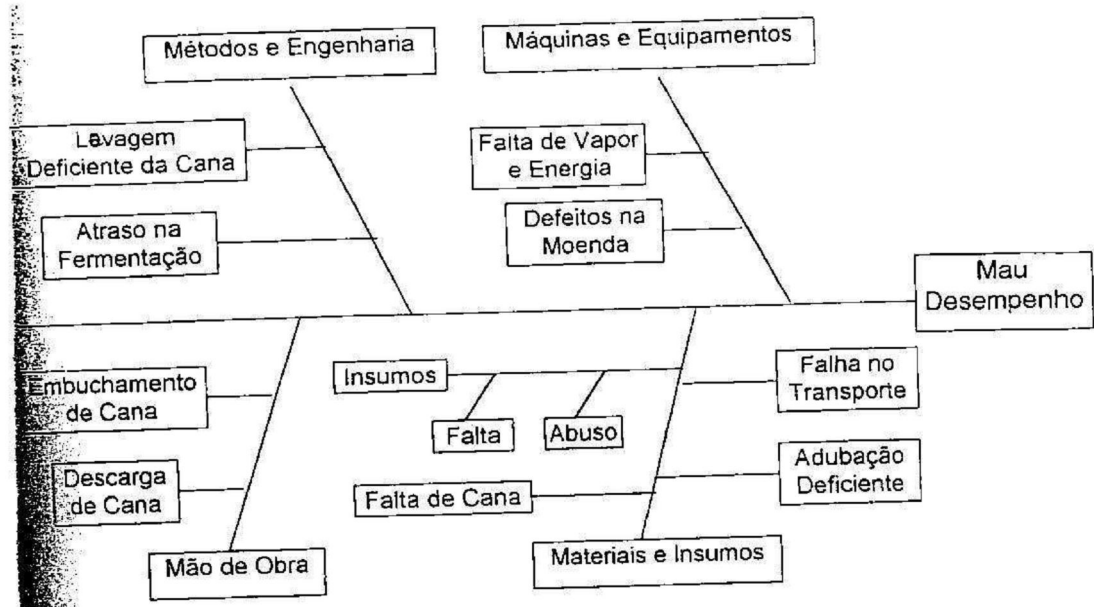 Métodos e Engenharia
Máquinas e Equipamentos
Lavagem
Deficiente da Cana
Falta de Vapor
e Energia
Atraso na
Fermentação
Defeitos na
Moenda
Mau
Desempenho
Embuchamento
de Cana
Insumos
Falta
Abuso
Falha no
Transporte
Descarga
de Cana
Falta de Cana
Adubação
Deficiente
Mão de Obra
Materiais e Insumos